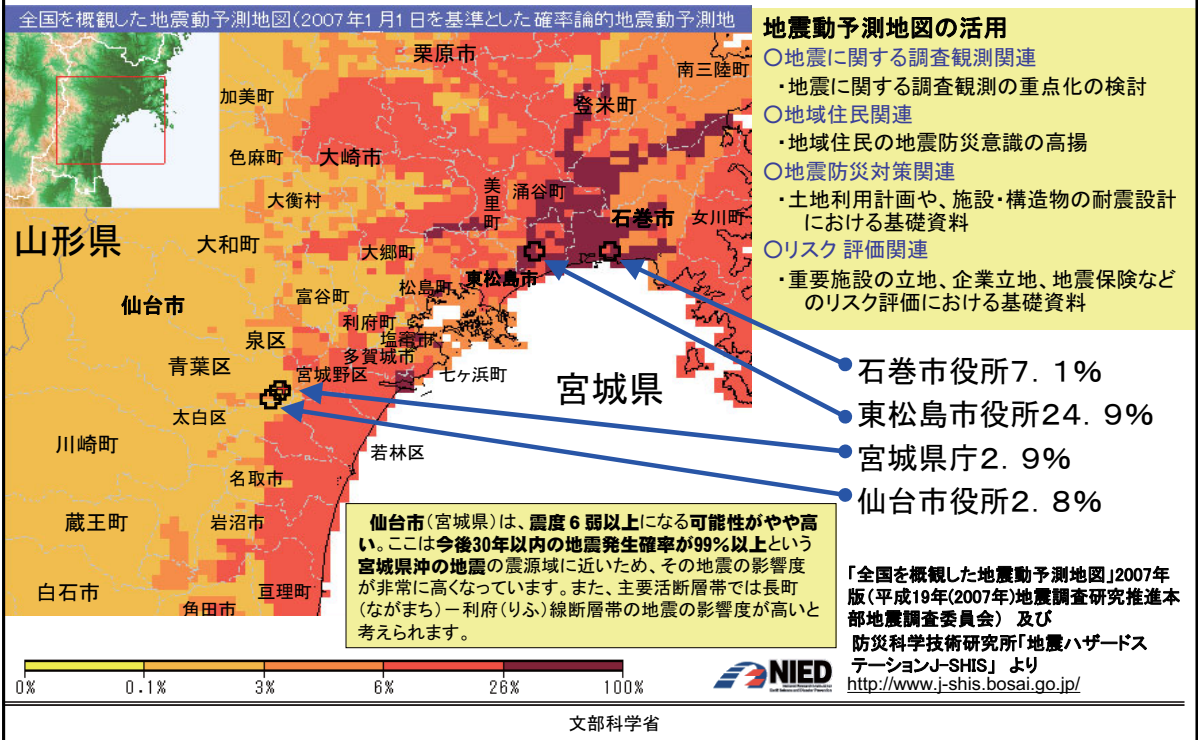 全国を概観した地震動予測地図(2007年1月1日を基準とした確率論的地震動予測地
地震動予測地図の活用
○地震に関する調査観測関連
・地震に関する調査観測の重点化の検討
○地域住民関連
・地域住民の地震防災意識の高揚
○地震防災対策関連
・土地利用計画や、施設・構造物の耐震設計
における基礎資料
○リスク評価関連
・重要施設の立地、企業立地、地震保険など
のリスク評価における基礎資料
栗原市
南三陸町
加美町
登米町
色麻町
大崎市
美里町
涌谷町
大衡村
石巻市
女川町
山形県
大和町
大郷町
東松島市
松島町
富谷町
仙台市
利府町
塩竈市
泉区
多賀城市
青葉区
宮城野区
七ヶ浜町
宮城県
太白区
川崎町
若林区
名取市
蔵王町
岩沼市
白石市
亘理町
角田市
石巻市役所7.1%
東松島市役所24.9%
宮城県庁2.9%
仙台市役所2.8%
仙台市(宮城県)は、震度6弱以上になる可能性がやや高
い。ここは今後30年以内の地震発生確率が99%以上という
宮城県沖の地震の震源域に近いため、その地震の影響度
が非常に高くなっています。また、主要活断層帯では長町
(ながまち)-利府(りふ)線断層帯の地震の影響度が高いと
考えられます。
「全国を概観した地震動予測地図」2007年
版(平成19年(2007年)地震調査研究推進本
部地震調査委員会) 及び
防災科学技術研究所「地震ハザードス
テーションJ-SHIS」 より
http://www.j-shis.bosai.go.jp/
0% 0.1% 3% 6% 26% 100%
NIED
文部科学省